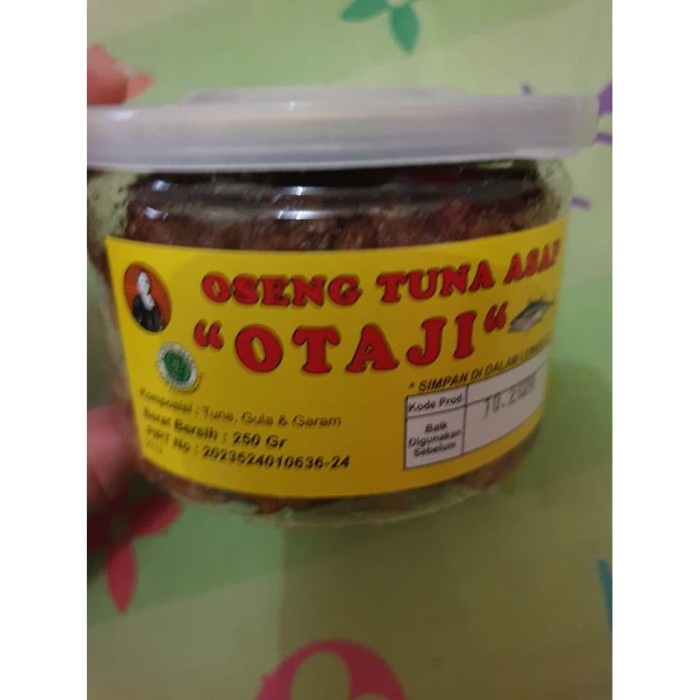 OSENG TUNA ASAP
"OTAJI"
* SIMPAN DI DALAM
Komposisi : Tuna, Gula & Garam
Berat Bersih : 250 Gr
PIRT No : 2023524010636-24
Kode Prod.
Baik
Digunakan
Sebelum